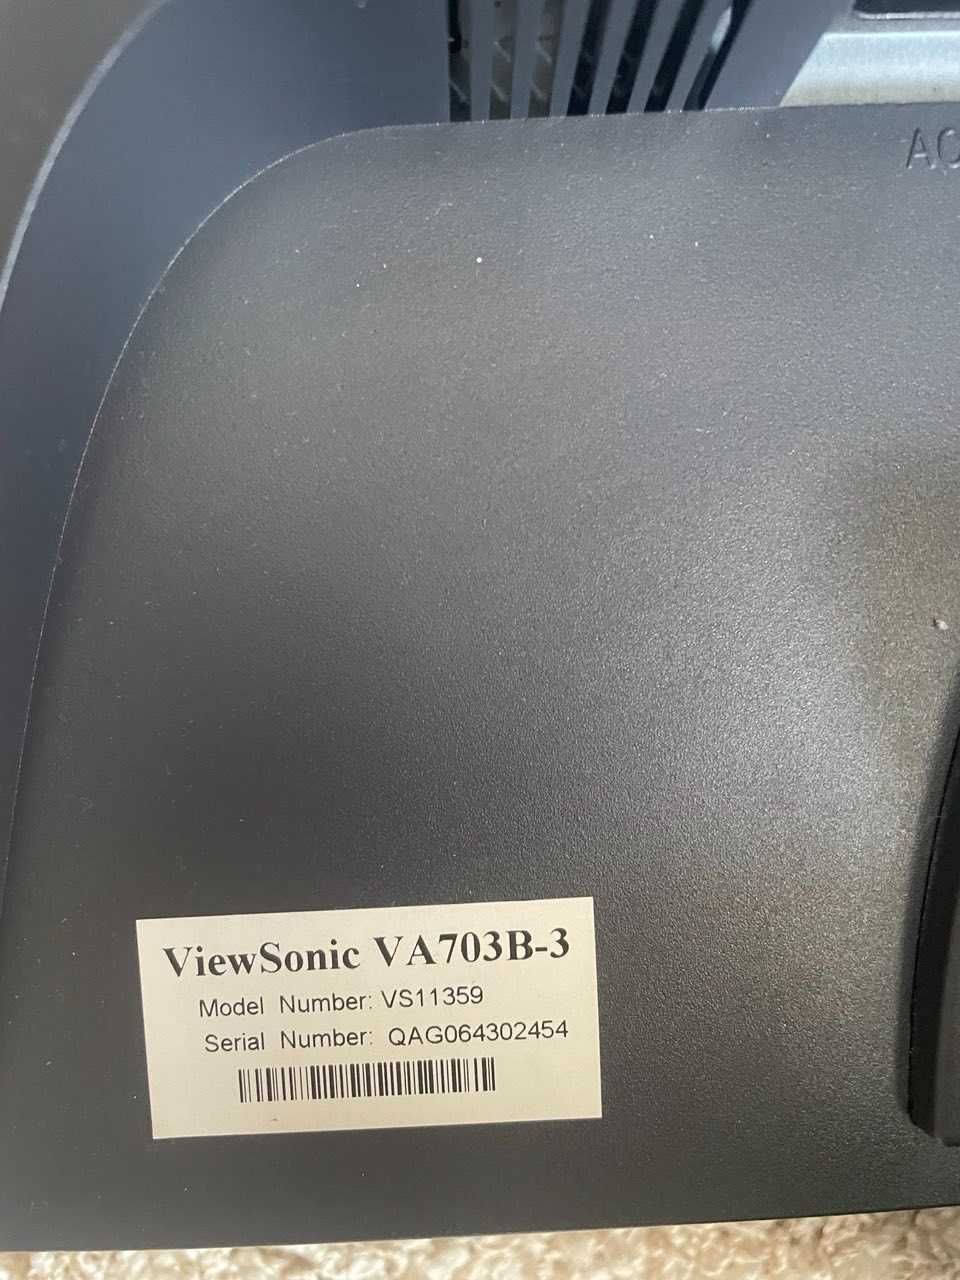 AC
ViewSonic VA703B-3
Model Number: VS11359
Serial Number: QAG064302454